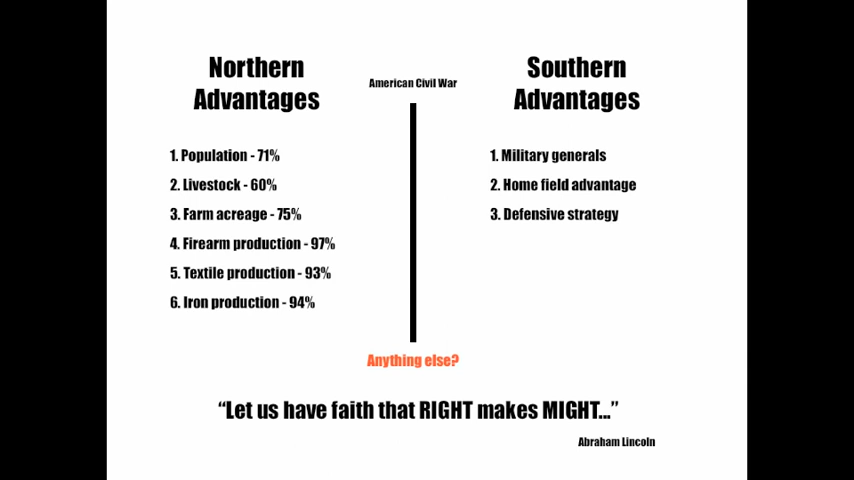 Northern
Advantages
American Civil War
Southern
Advantages
1. Population - 71%
2. Livestock - 60%
3. Farm acreage - 75%
4. Firearm production - 97%
5. Textile production - 93%
6. Iron production - 94%
1. Military generals
2. Home field advantage
3. Defensive strategy
Anything else?
“Let us have faith that RIGHT makes MIGHT...”
Abraham Lincoln